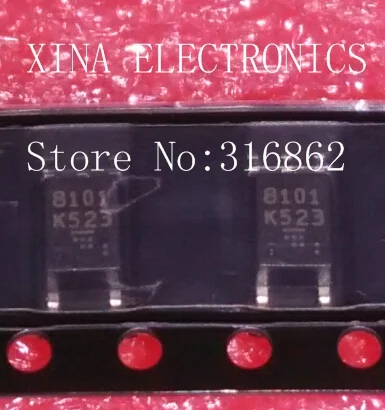 XINA ELECTRONICS
Store No:316862
8101
K523
8101
K523